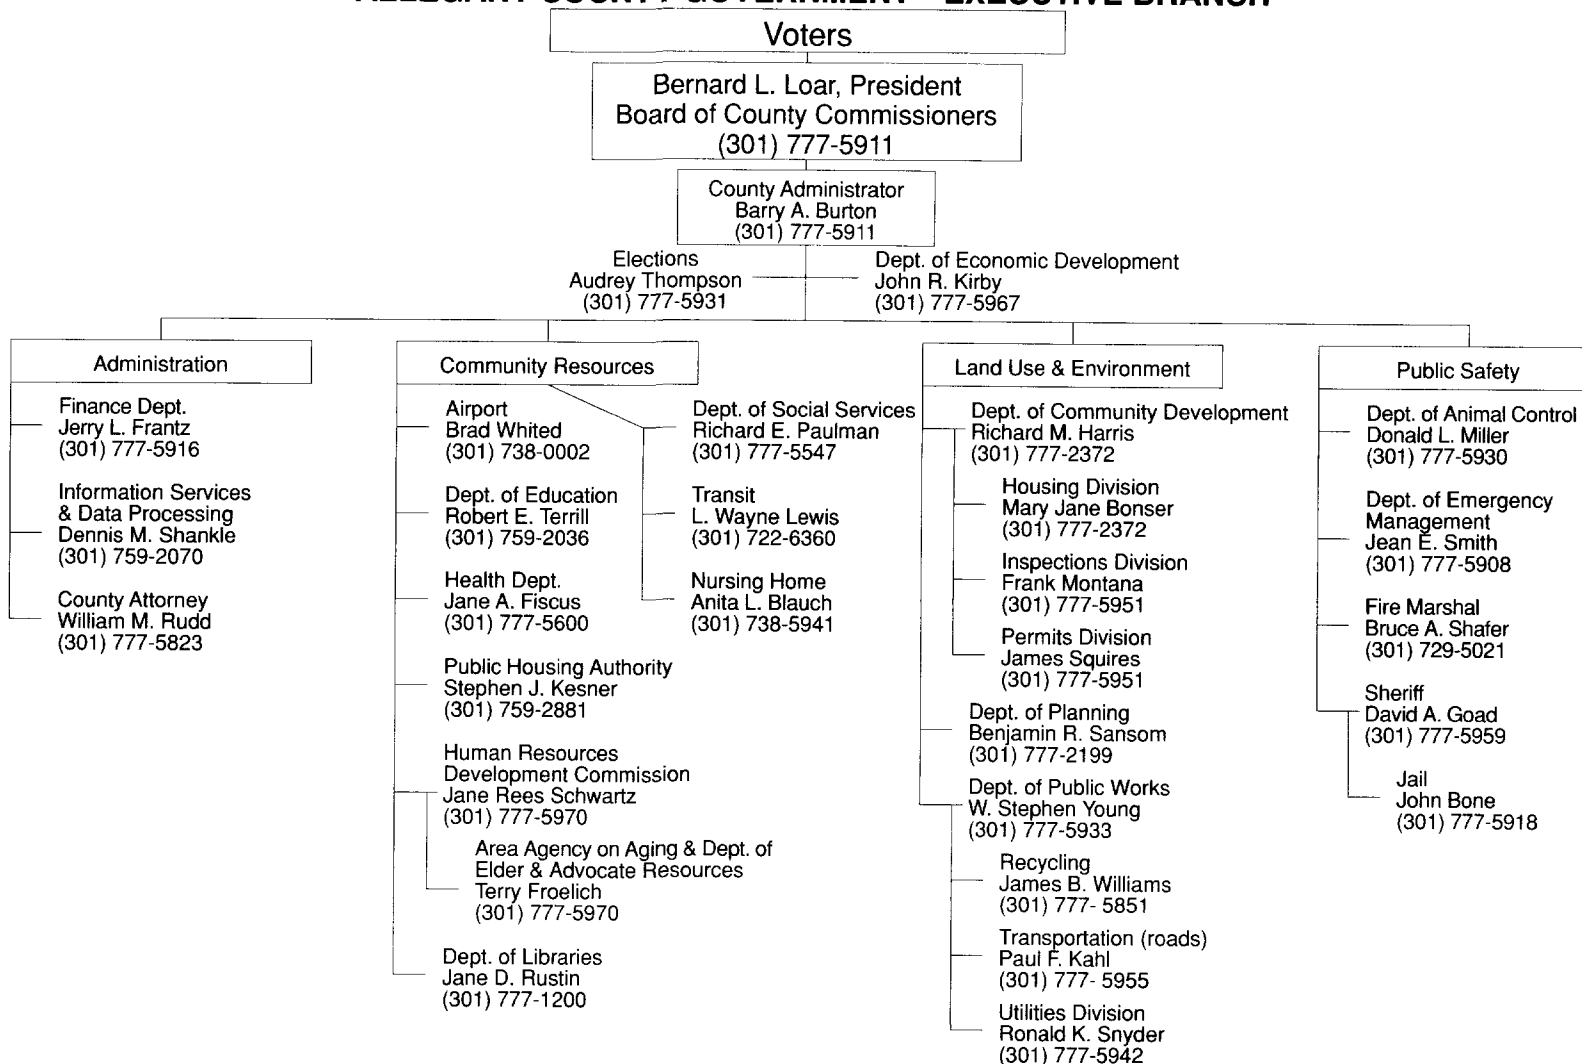 Voters
Bernard L. Loar, President
Board of County Commissioners
(301) 777-5911
County Administrator
Barry A. Burton
(301) 777-5911
Elections
Audrey Thompson
(301) 777-5931
Dept. of Economic Development
John R. Kirby
(301) 777-5967
Administration
Finance Dept.
Jerry L. Frantz
(301) 777-5916
Information Services
& Data Processing
Dennis M. Shankle
(301) 759-2070
County Attorney
William M. Rudd
(301) 777-5823
Community Resources
Airport
Brad Whited
(301) 738-0002
Dept. of Education
Robert E. Terrill
(301) 759-2036
Health Dept.
Jane A. Fiscus
(301) 777-5600
Public Housing Authority
Stephen J. Kesner
(301) 759-2881
Human Resources
Development Commission
Jane Rees Schwartz
(301) 777-5970
Area Agency on Aging & Dept. of
Elder & Advocate Resources
Terry Froelich
(301) 777-5970
Dept. of Libraries
Jane D. Rustin
(301) 777-1200
Dept. of Social Services
Richard E. Paulman
(301) 777-5547
Transit
L. Wayne Lewis
(301) 722-6360
Nursing Home
Anita L. Blauch
(301) 738-5941
Land Use & Environment
Dept. of Community Development
Richard M. Harris
(301) 777-2372
Housing Division
Mary Jane Bonser
(301) 777-2372
Inspections Division
Frank Montana
(301) 777-5951
Permits Division
James Squires
(301) 777-5951
Dept. of Planning
Benjamin R. Sansom
(301) 777-2199
Dept. of Public Works
W. Stephen Young
(301) 777-5933
Recycling
James B. Williams
(301) 777- 5851
Transportation (roads)
Paul F. Kahl
(301) 777- 5955
Utilities Division
Ronald K. Snyder
(301) 777-5942
Public Safety
Dept. of Animal Control
Donald L. Miller
(301) 777-5930
Dept. of Emergency
Management
Jean E. Smith
(301) 777-5908
Fire Marshal
Bruce A. Shafer
(301) 729-5021
Sheriff
David A. Goad
(301) 777-5959
Jail
John Bone
(301) 777-5918